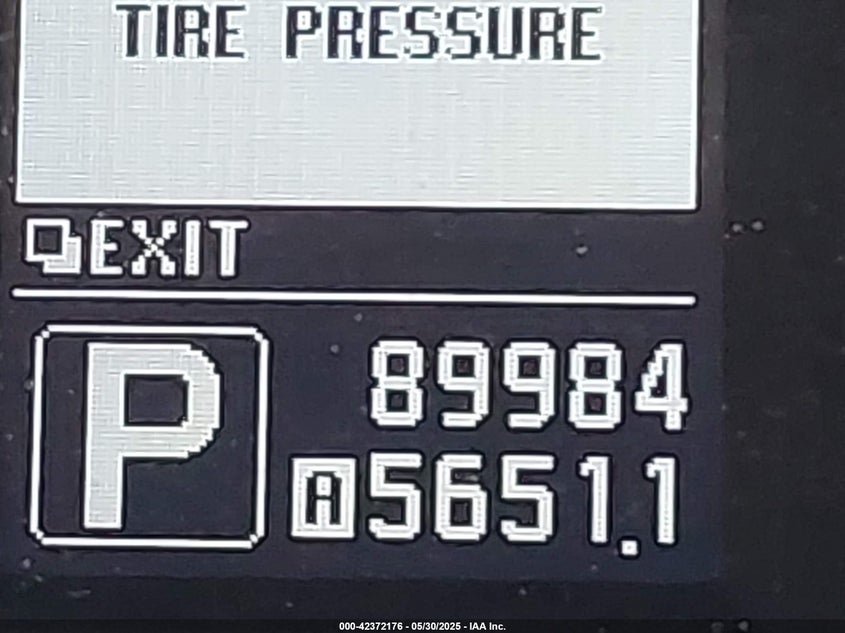 TIRE PRESSURE
EXIT
P
89984
A5651.1
000-42372176 - 05/30/2025 - IAA Inc.